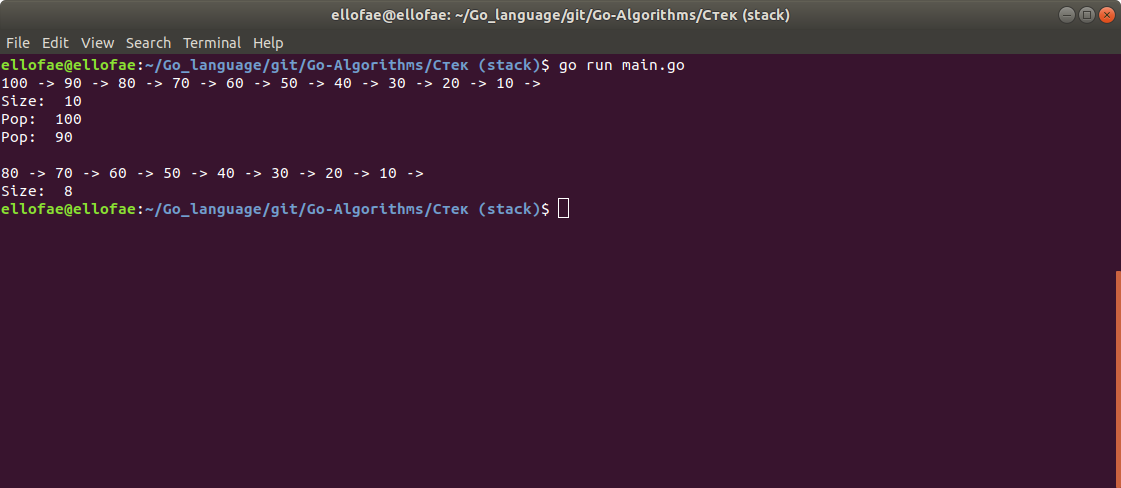 ellofae@ellofae: ~/Go_language/git/Go-Algorithms/Стек (stack)
File Edit View Search Terminal Help
ellofae@ellofae:~/Go_language/git/Go-Algorithms/Стек (stack)$ go run main.go
100 -> 90 -> 80 -> 70 -> 60 -> 50 -> 40 -> 30 -> 20 -> 10 ->
Size:  10
Pop:  100
Pop:  90
80 -> 70 -> 60 -> 50 -> 40 -> 30 -> 20 -> 10 ->
Size:  8
ellofae@ellofae:~/Go_language/git/Go-Algorithms/Стек (stack)$